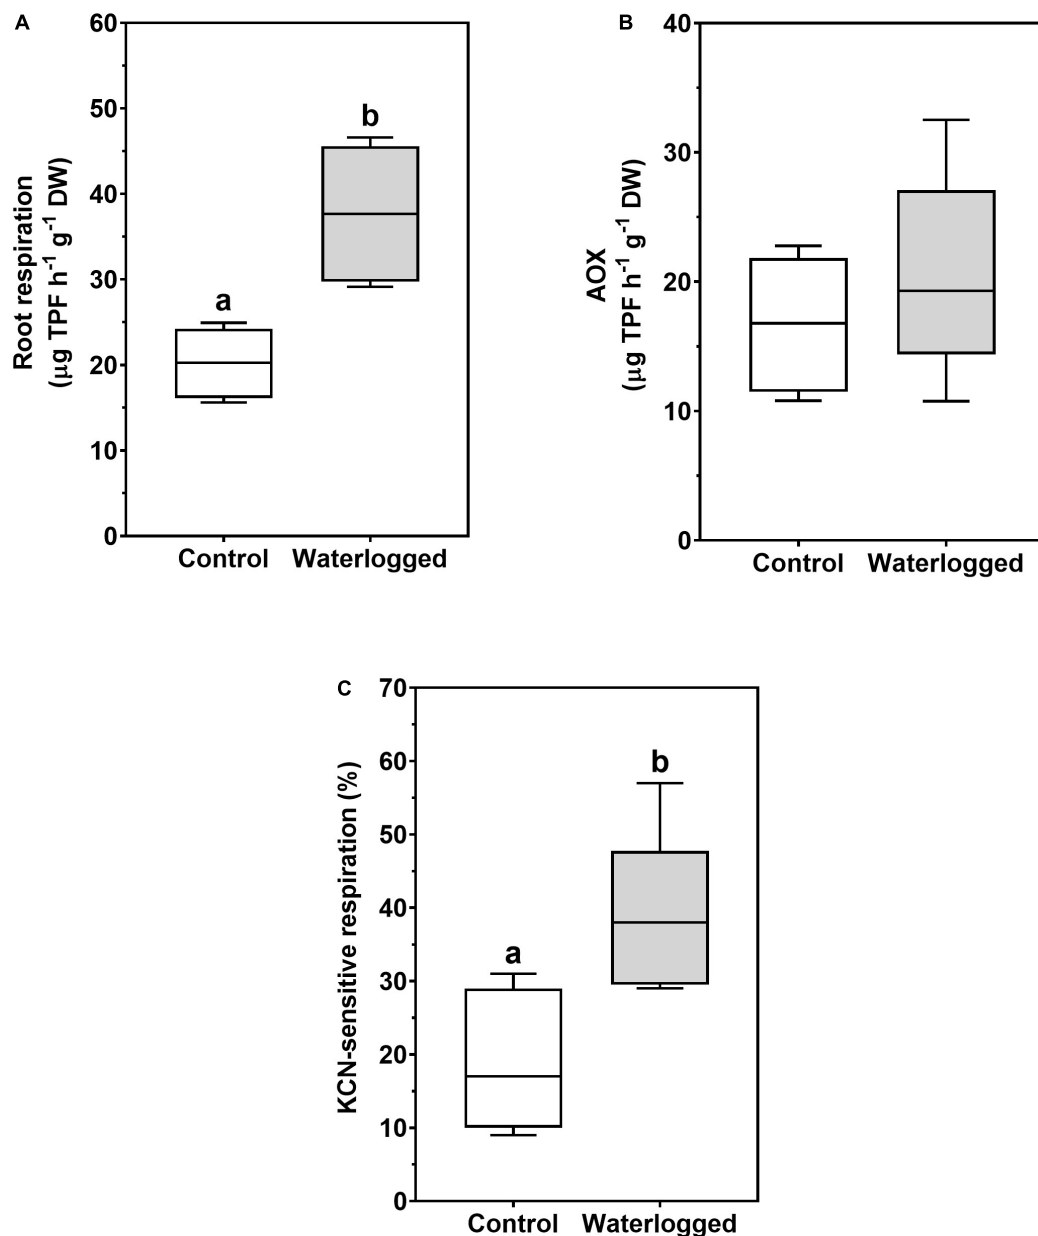 A
60
50
40
30
20
10
0
Root respiration
(µg TPF h⁻¹ g⁻¹ DW)
a
b
Control Waterlogged
B
40
30
20
10
0
AOX
(µg TPF h⁻¹ g⁻¹ DW)
Control Waterlogged
C
70
60
50
40
30
20
10
0
KCN-sensitive respiration (%)
a
b
Control Waterlogged